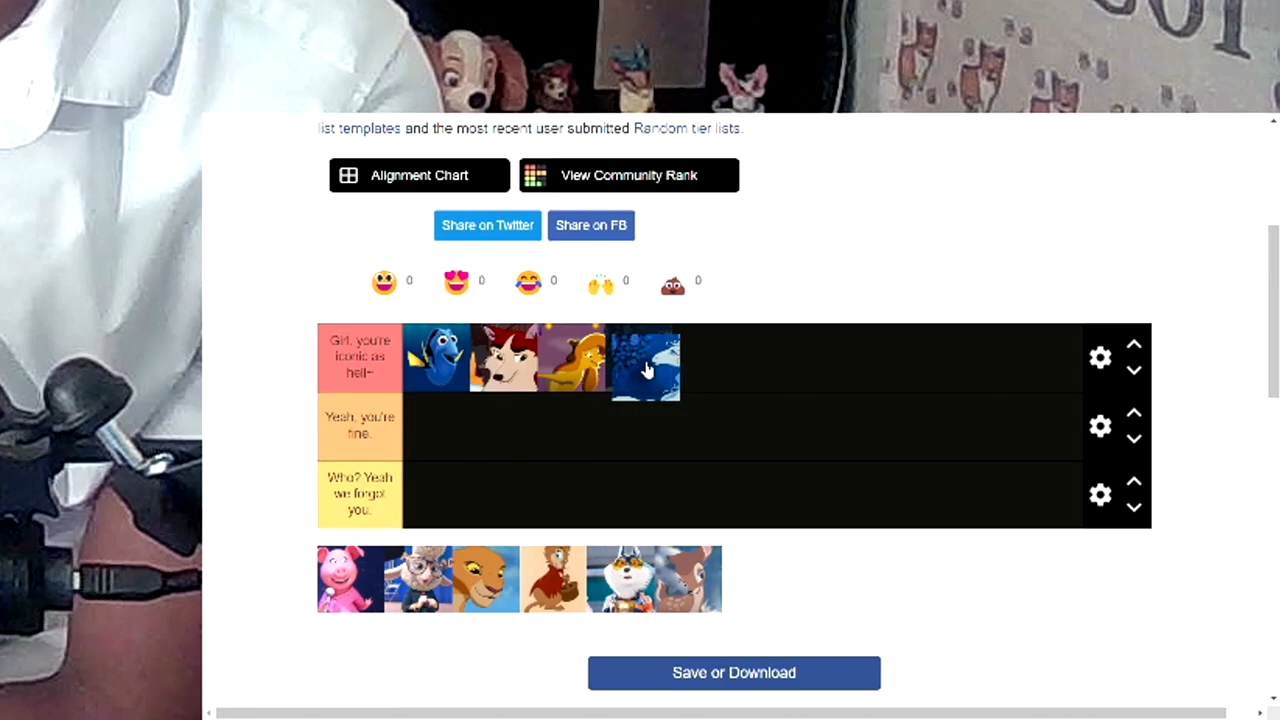 list templates and the most recent user submitted Random tier lists.
Alignment Chart
View Community Rank
Share on Twitter
Share on FB
0
0
0
0
0
Girl, you're
iconic as
hell~
Yeah, you're
fine.
Who? Yeah
we forgot
you.
Save or Download